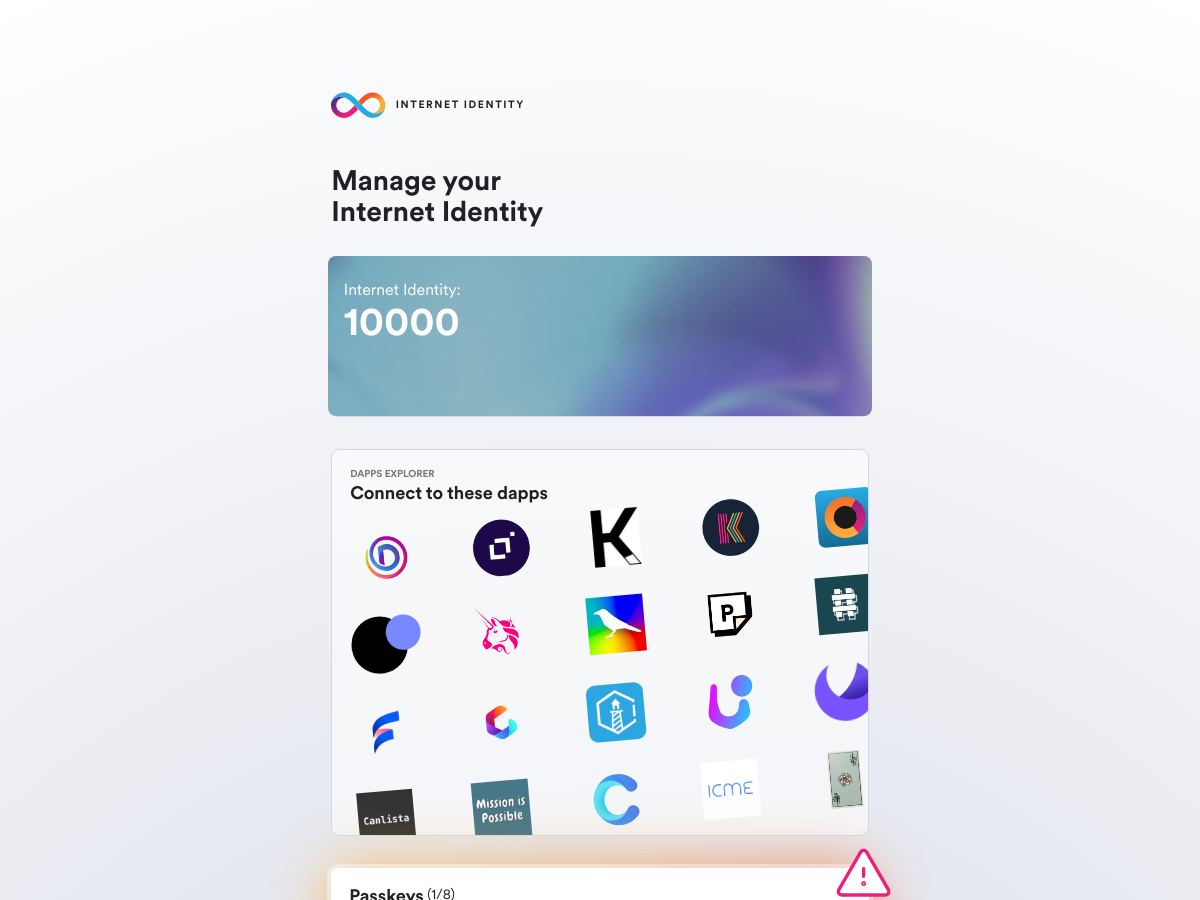 INTERNET IDENTITY
Manage your
Internet Identity
Internet Identity:
10000
DAPPS EXPLORER
Connect to these dapps
K
P
Canlista
Mission is
Possible
ICME
Passkeys (1/8)